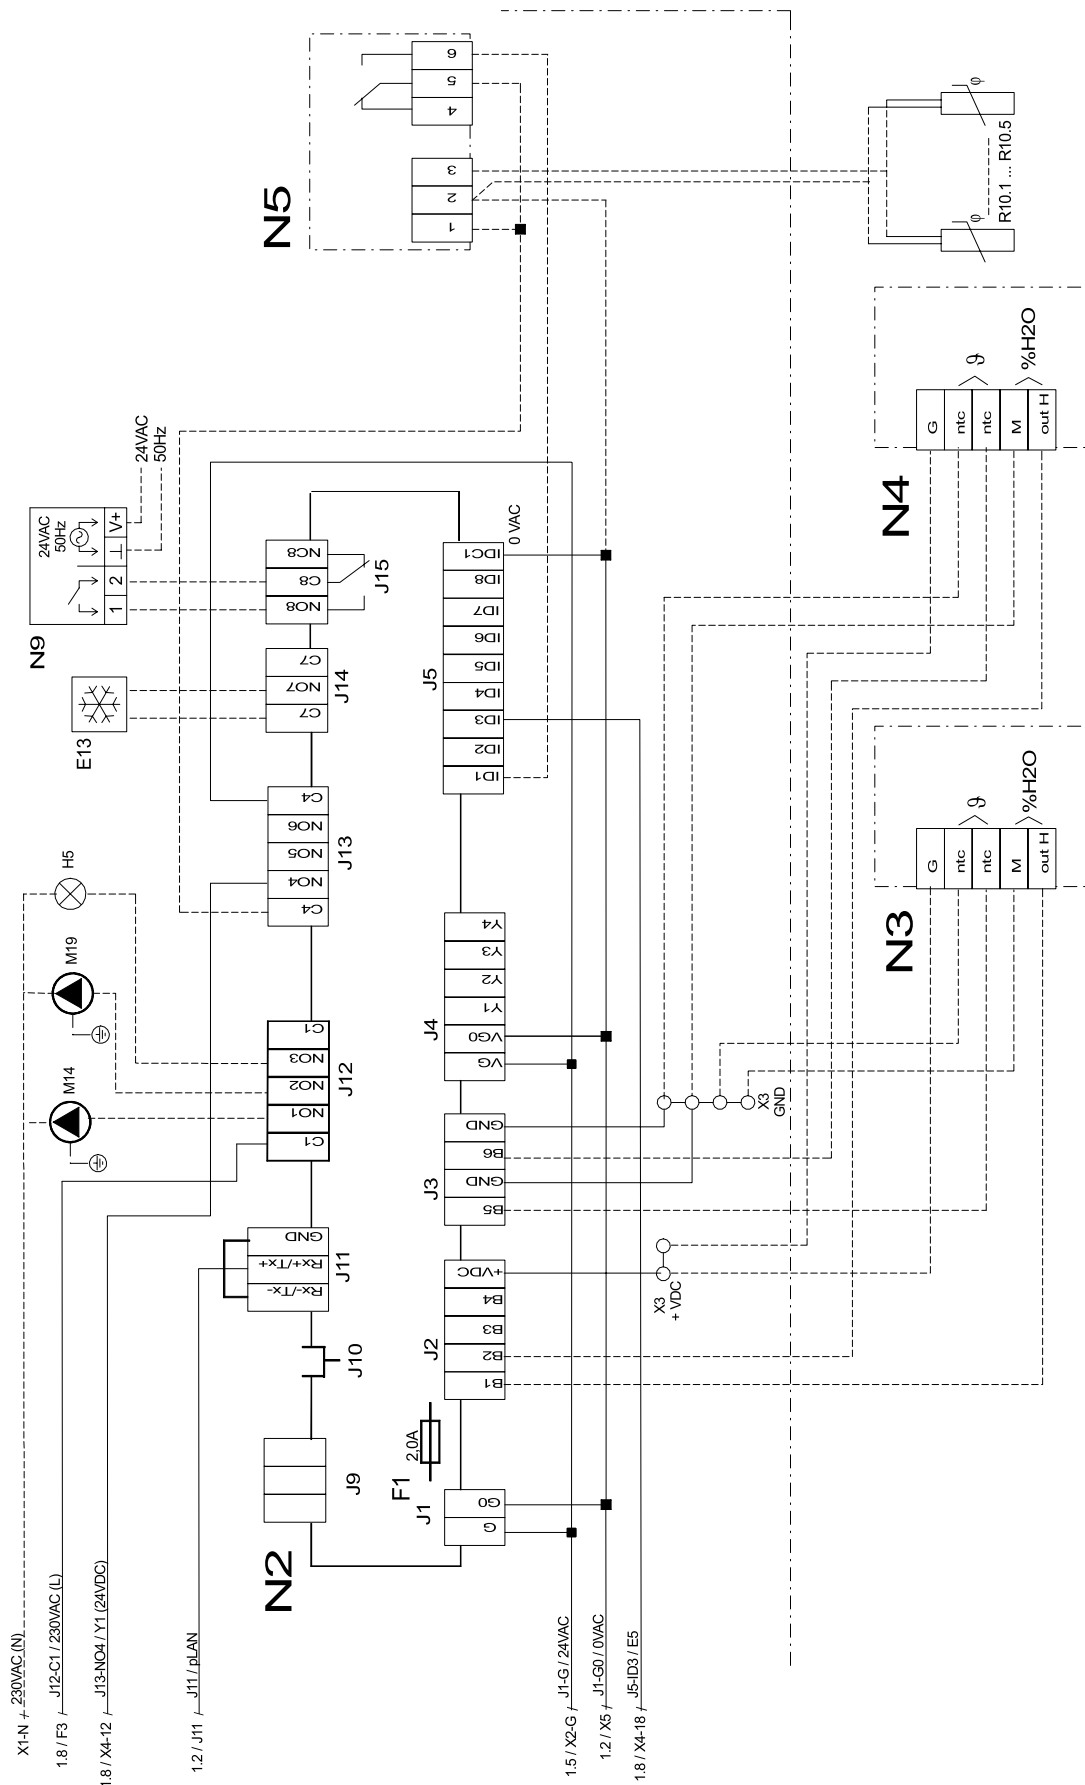 X1-N / 230VAC (N)
1.8 / F3 / J12-C1 / 230VAC (L)
1.8 / X4-12 / J13-NO4 / Y1 (24VDC)
1.2 / J11 / J11 / pLAN
1.5 / X2-G / J1-G / 24VAC
1.2 / X5 / J1-G0 / 0VAC
1.8 / X4-18 / J5-ID3 / E5
N2
J9
J10
J11
Rx-/Tx-
Rx+/Tx+
GND
M14
M19
H5
J12
C1
NO1
NO2
NO3
C1
J13
C4
NO4
NO5
NO6
C4
E13
J14
C7
NO7
C7
N9
24VAC
50Hz
1
2
⊥
V+
24VAC
50Hz
J15
NO8
C8
NC8
F1
2,0A
J1
G
G0
J2
B1
B2
B3
B4
+VDC
J3
B5
GND
B6
GND
J4
VG
VG0
Y1
Y2
Y3
Y4
J5
ID1
ID2
ID3
ID4
ID5
ID6
ID7
ID8
IDC1
0 VAC
N5
1
2
3
4
5
6
X3
+ VDC
X3
GND
N3
G
ntc
ntc
M
out H
ϑ
%H2O
N4
G
ntc
ntc
M
out H
ϑ
%H2O
φ
φ
R10.1 ... R10.5